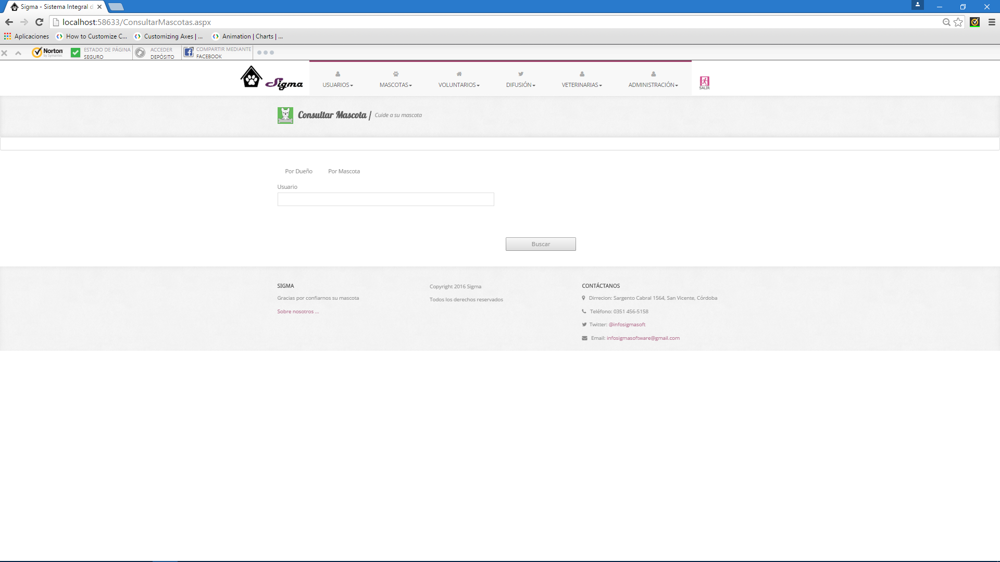 Sigma - Sistema Integral d
localhost:58633/ConsultarMascotas.aspx
Aplicaciones
How to Customize C...
Customizing Axes | ...
Animation | Charts | ...
Norton
by Symantec
ESTADO DE PÁGINA
SEGURO
ACCEDER
DEPÓSITO
COMPARTIR MEDIANTE
FACEBOOK
Sigma
USUARIOS
MASCOTAS
VOLUNTARIOS
DIFUSIÓN
VETERINARIAS
ADMINISTRACIÓN
SALIR
Consultar Mascota / Cuide a su mascota
Por Dueño
Por Mascota
Usuario
Buscar
SIGMA
Gracias por confiarnos su mascota
Sobre nosotros ...
Copyright 2016 Sigma
Todos los derechos reservados
CONTÁCTANOS
Dirrecion: Sargento Cabral 1564, San Vicente, Córdoba
Teléfono: 0351 456-5158
Twitter: @infosigmasoft
Email: infosigmasoftware@gmail.com